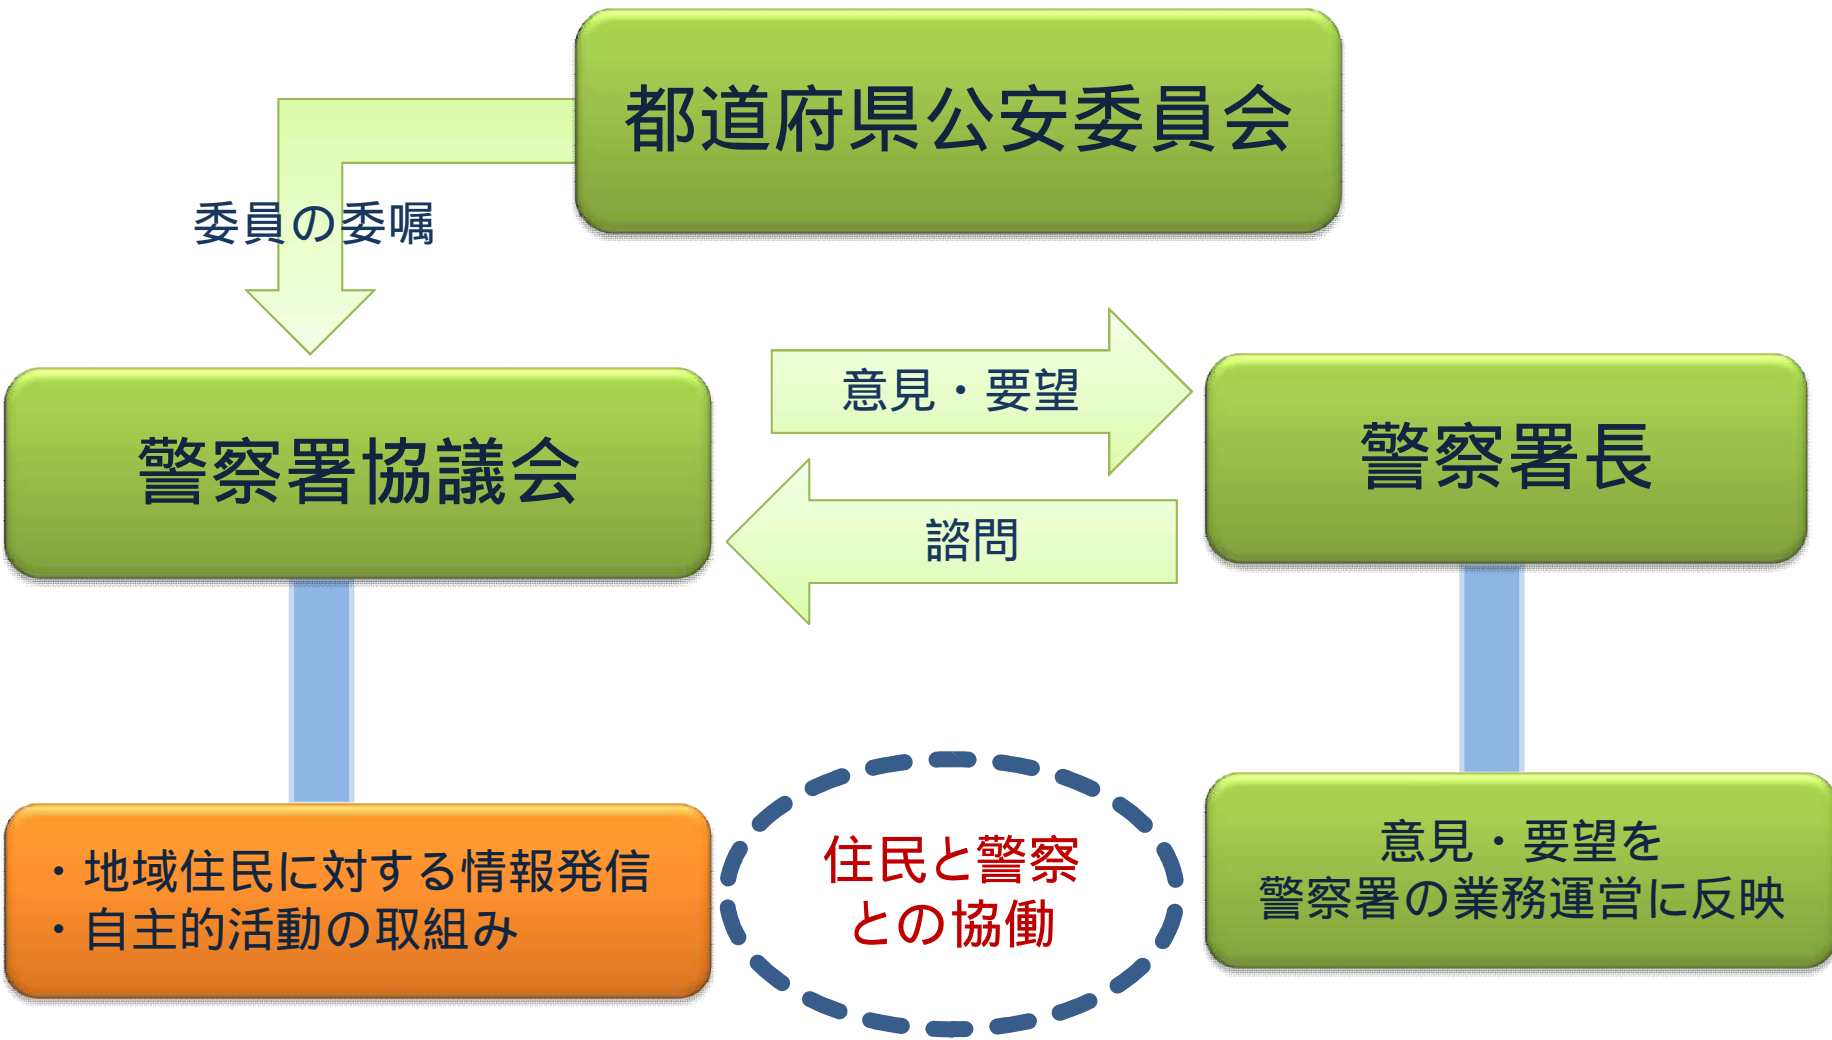 都道府県公安委員会
委員の委嘱
意見・要望
警察署協議会
警察署長
諮問
・地域住民に対する情報発信
・自主的活動の取組み
住民と警察
との協働
意見・要望を
警察署の業務運営に反映